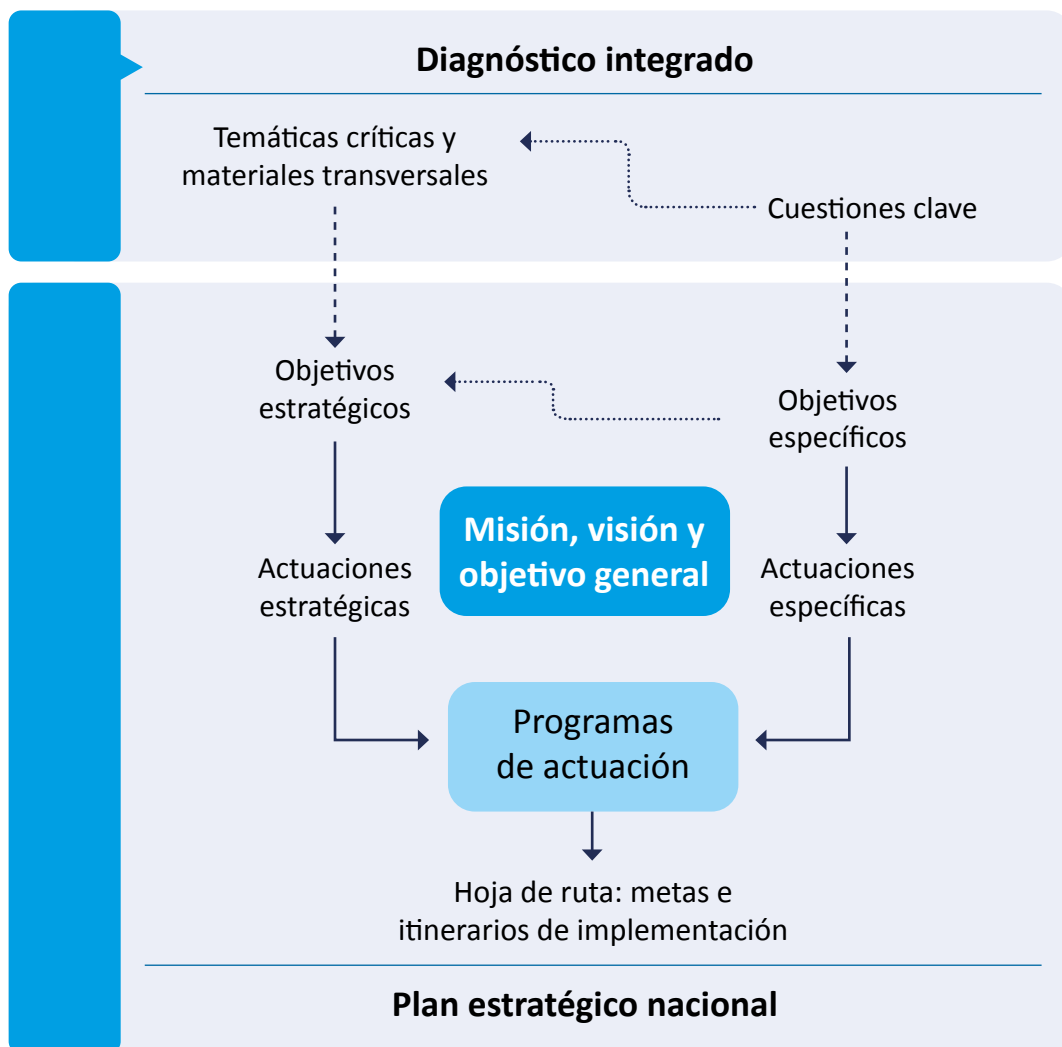 Diagnóstico integrado
Temáticas críticas y
materiales transversales
Cuestiones clave
Objetivos
estratégicos
Objetivos
específicos
Misión, visión y
objetivo general
Actuaciones
estratégicas
Actuaciones
específicas
Programas
de actuación
Hoja de ruta: metas e
itinerarios de implementación
Plan estratégico nacional